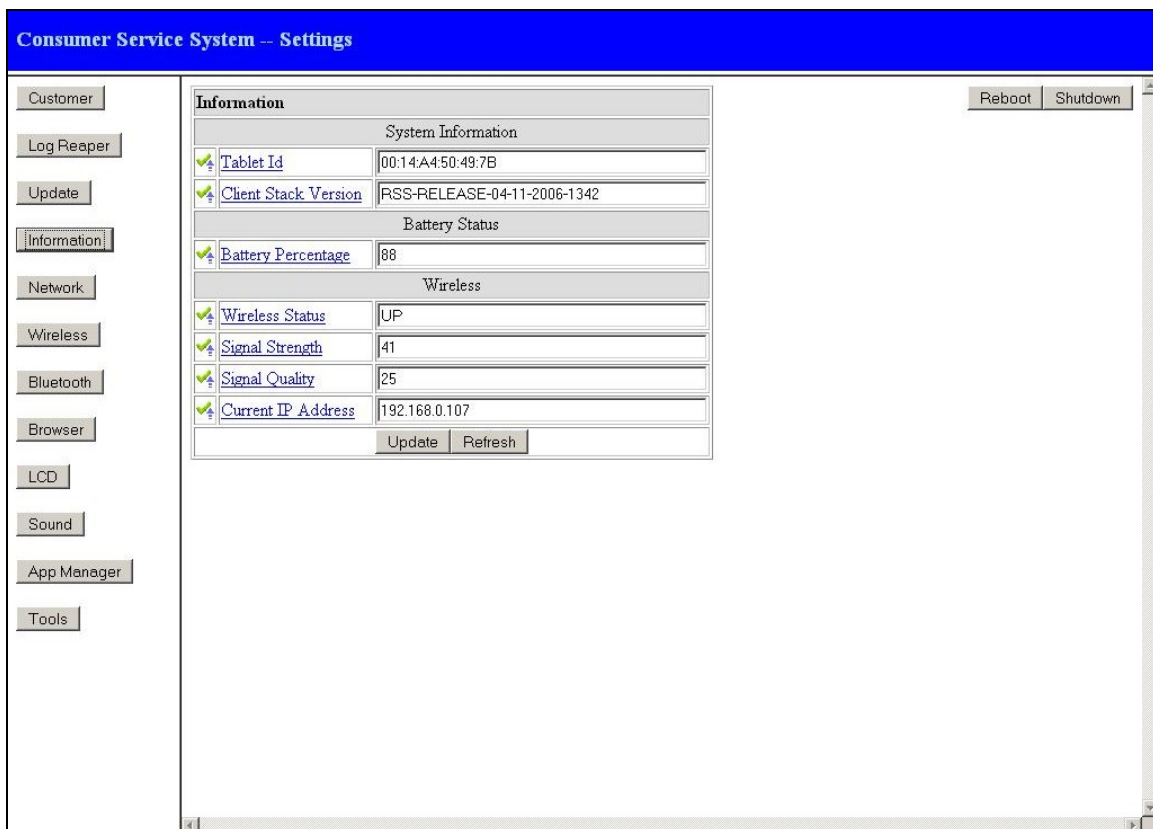 Consumer Service System -- Settings
Customer
Log Reaper
Update
Information
Network
Wireless
Bluetooth
Browser
LCD
Sound
App Manager
Tools
Information
System Information
Tablet Id 00:14:A4:50:49:7B
Client Stack Version RSS-RELEASE-04-11-2006-1342
Battery Status
Battery Percentage 88
Wireless
Wireless Status UP
Signal Strength 41
Signal Quality 25
Current IP Address 192.168.0.107
Update Refresh
Reboot Shutdown